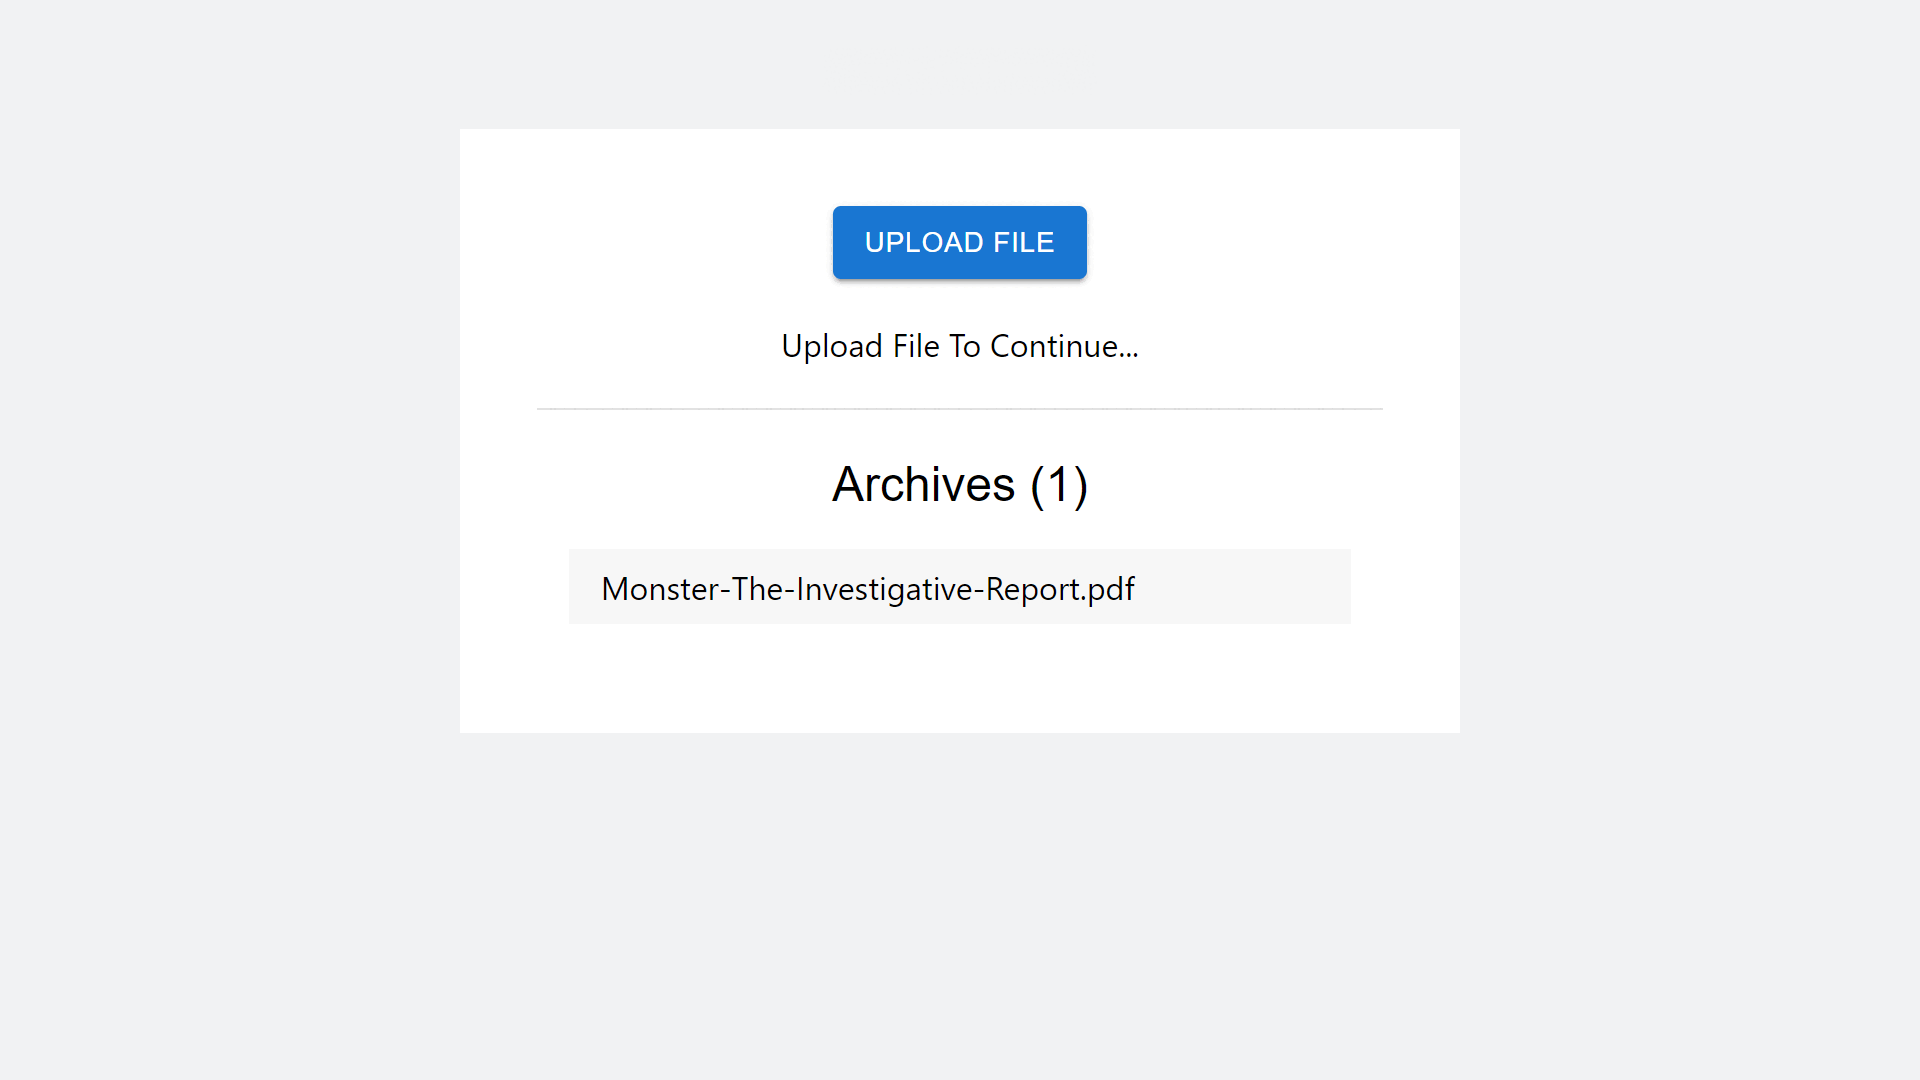 UPLOAD FILE
Upload File To Continue...
Archives (1)
Monster-The-Investigative-Report.pdf